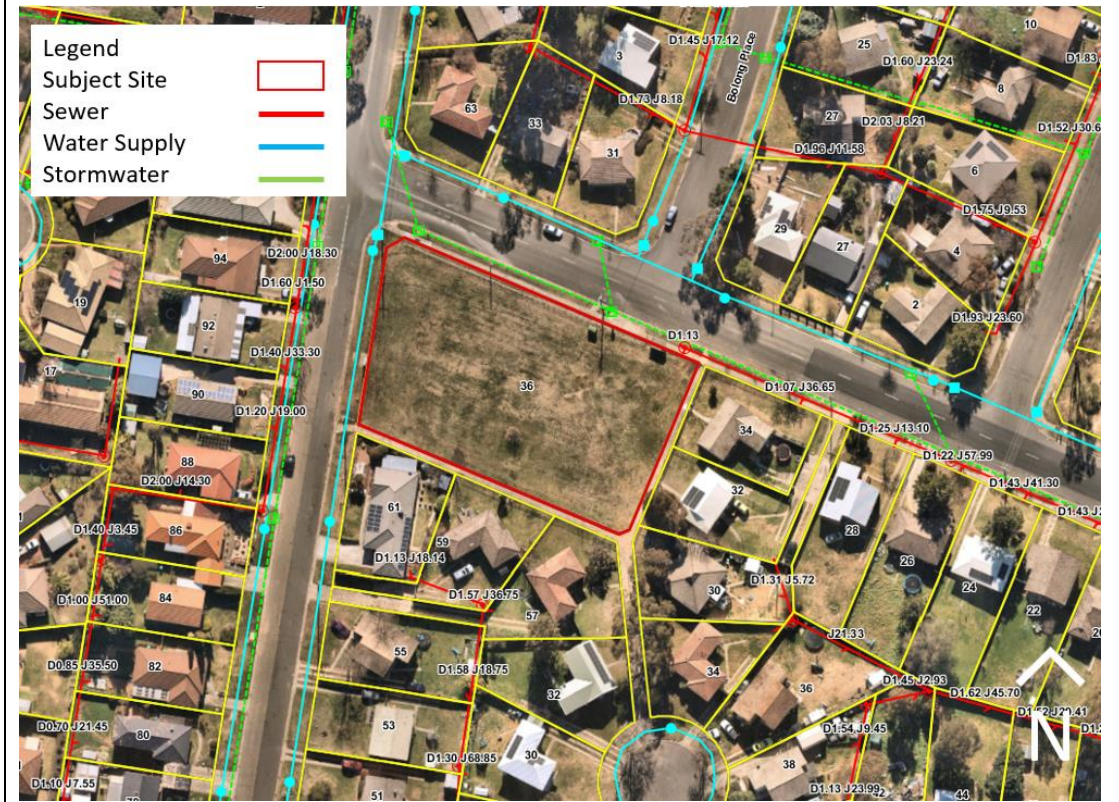 Legend
Subject Site
Sewer
Water Supply
Stormwater
10
D1.45 J17.12
3
25
D1.60 J23.24
D1.83
Bolong Place
8
63
D1.73 J8.18
33
27
D2.03 J8.21
D1.52 J30.6
31
D1.96 J11.58
6
D1.75 J9.53
94
D2.00 J18.30
29
27
4
19
D1.60 J1.50
2
92
D1.93 J23.60
D1.40 J33.30
D1.13
17
36
90
D1.07 J36.65
D1.20 J19.00
34
D1.25 J13.10
88
D1.22 J57.99
D2.00 J14.30
32
D1.43 J41.30
61
28
D1.43 J2
D1.40 J3.45
86
59
26
D1.13 J18.14
24
D1.31 J5.72
D1.00 J51.00
84
D1.57 J36.75
30
22
57
20
J21.33
D0.85 J35.50
82
55
D1.58 J18.75
34
D1.45 J2.93
32
36
D1.62 J45.70
D0.70 J21.45
80
53
D1.54 J9.45
N
D1.30 J68.85
30
38
D1.10 J7.55
51
D1.13 J23.99
44